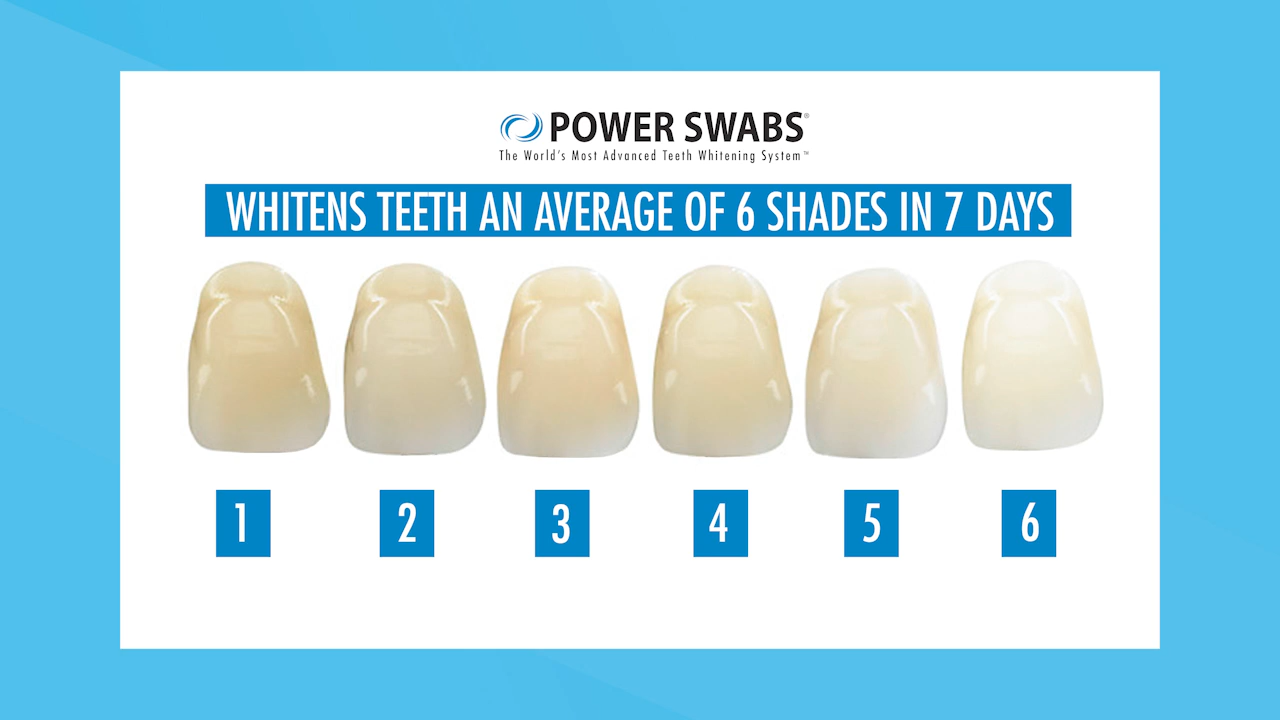 POWER SWABS®
The World's Most Advanced Teeth Whitening System™
WHITENS TEETH AN AVERAGE OF 6 SHADES IN 7 DAYS
1 2 3 4 5 6